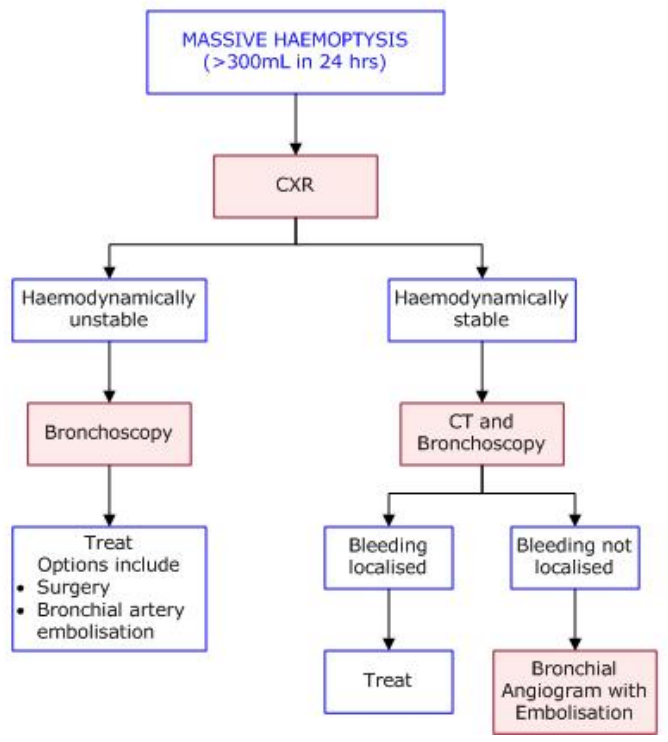 MASSIVE HAEMOPTYSIS
(>300mL in 24 hrs)
CXR
Haemodynamically
unstable
Haemodynamically
stable
Bronchoscopy
CT and
Bronchoscopy
Treat
Options include
• Surgery
• Bronchial artery
embolisation
Bleeding
localised
Bleeding not
localised
Treat
Bronchial
Angiogram with
Embolisation